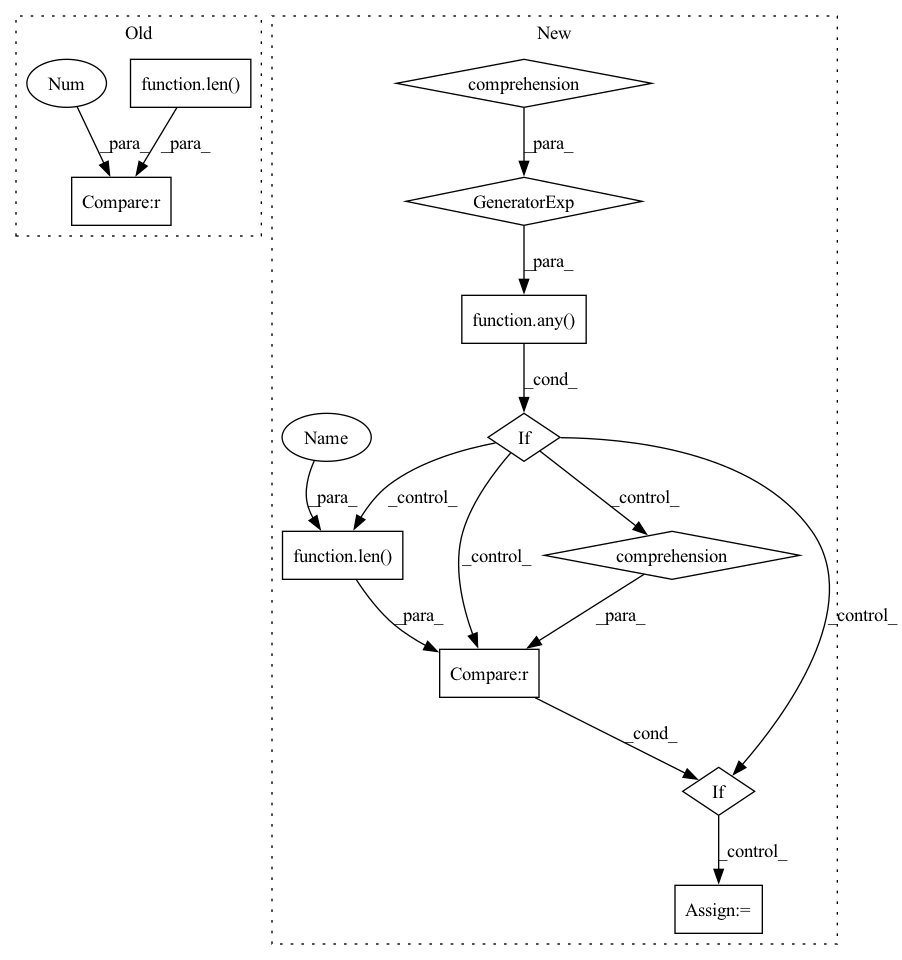 Old
New
Num
function.len()
comprehension
_para_
_para_
_para_
Compare:r
GeneratorExp
_para_
function.any()
_cond_
Name
If
_para_
_control_
_control_
function.len()
_control_
comprehension
_para_
_para_
_control_
Compare:r
_cond_
If
_control_
Assign:=